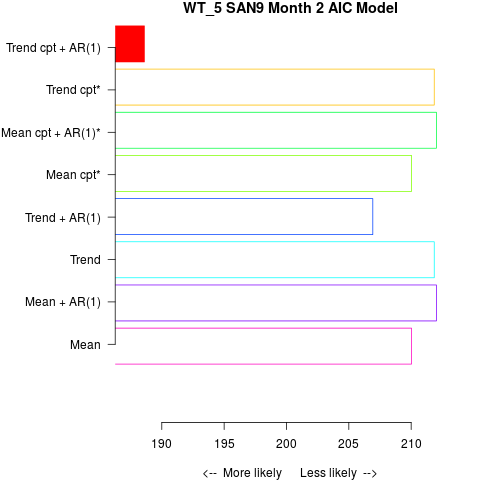 WT_5 SAN9 Month 2 AIC Model
Trend cpt + AR(1)
Trend cpt*
Mean cpt + AR(1)*
Mean cpt*
Trend + AR(1)
Trend
Mean + AR(1)
Mean
190 195 200 205 210
<-- More likely Less likely -->